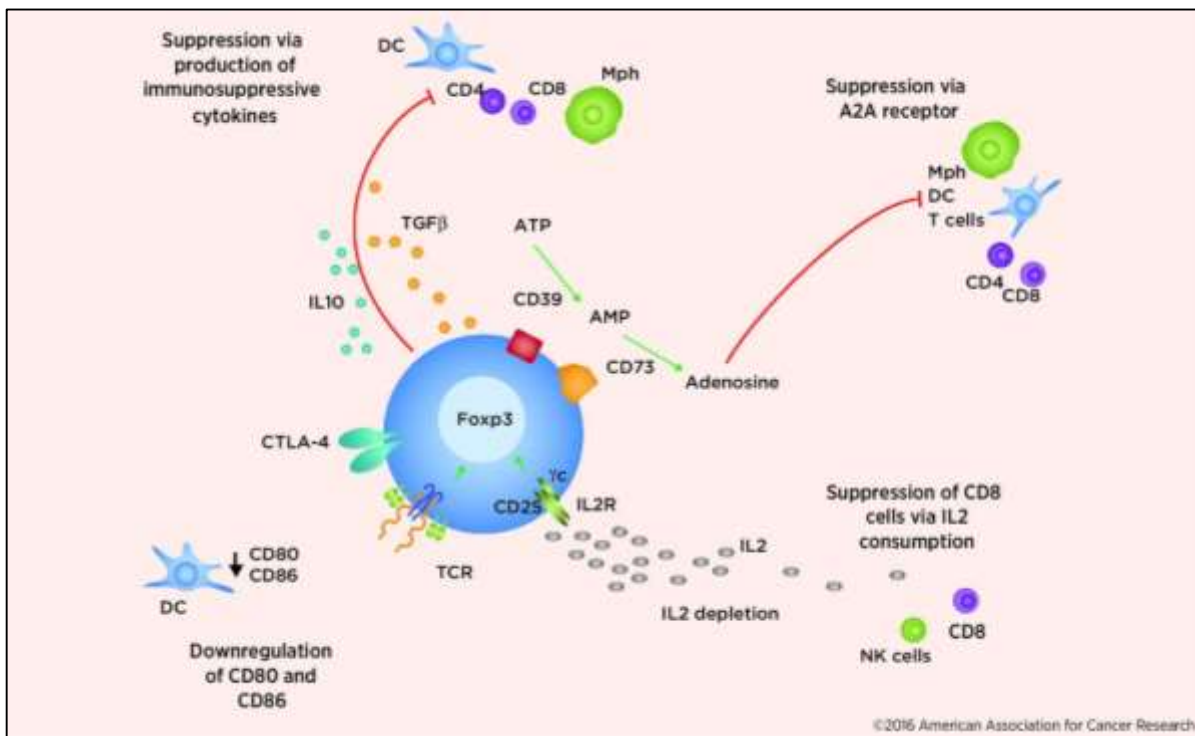 Suppression via
production of
immunosuppressive
cytokines
DC
CD4
CD8
Mph
Suppression via
A2A receptor
Mph
DC
T cells
CD4
CD8
TGFβ
ATP
IL10
CD39
AMP
CD73
Adenosine
Foxp3
CTLA-4
γc
CD25
IL2R
TCR
IL2
IL2 depletion
Suppression of CD8
cells via IL2
consumption
CD8
NK cells
CD80
CD86
DC
Downregulation
of CD80 and
CD86
©2016 American Association for Cancer Research